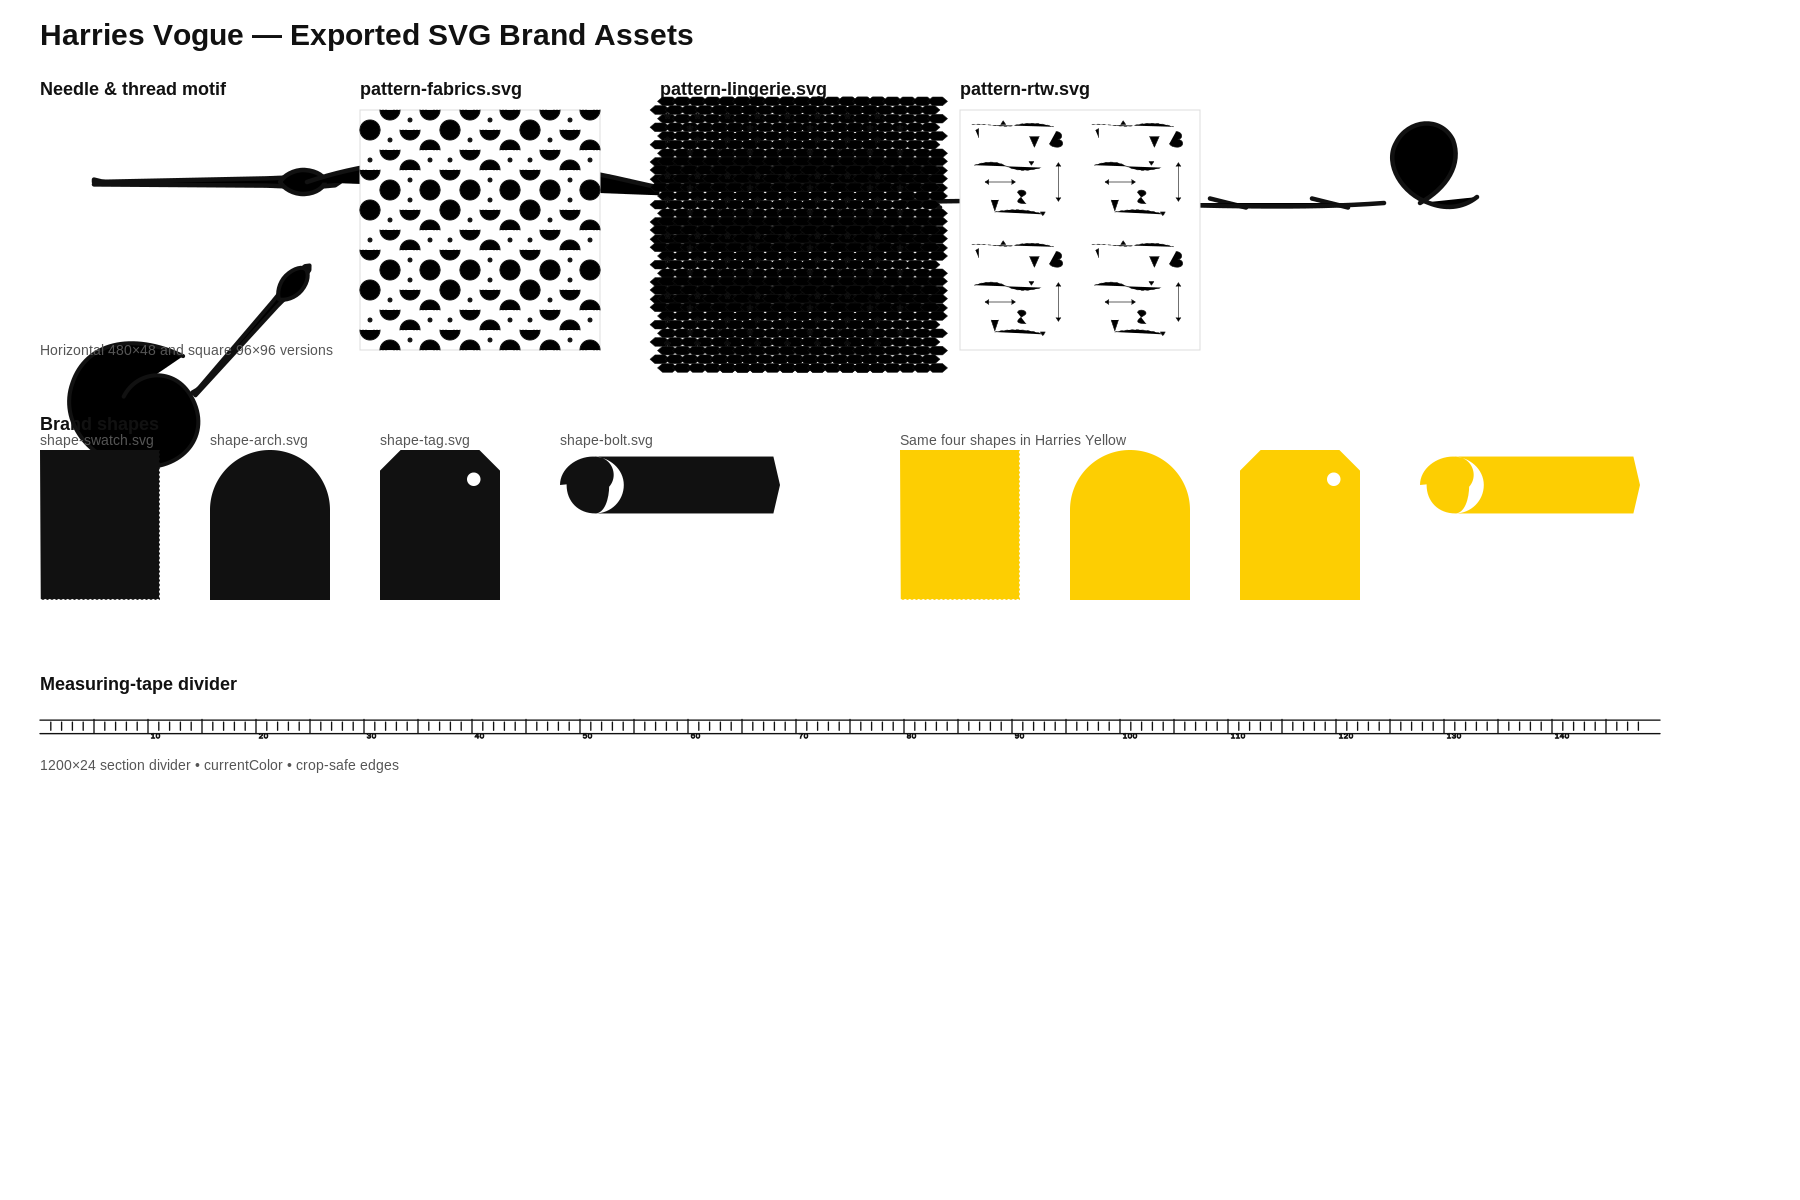 Harries Vogue — Exported SVG Brand Assets
Needle & thread motif
pattern-fabrics.svg
pattern-lingerie.svg
pattern-rtw.svg
Horizontal 480×48 and square 96×96 versions
Brand shapes
shape-swatch.svg
shape-arch.svg
shape-tag.svg
shape-bolt.svg
Same four shapes in Harries Yellow
Measuring-tape divider
10 20 30 40 50 60 70 80 90 100 110 120 130 140
1200×24 section divider • currentColor • crop-safe edges